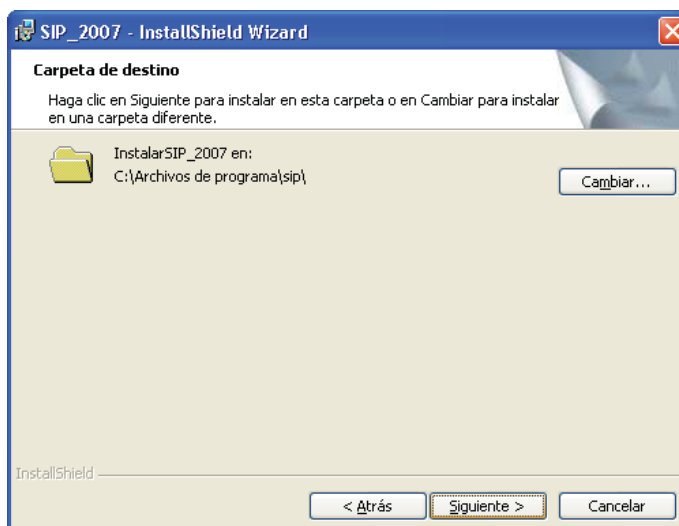 SIP_2007 - InstallShield Wizard
Carpeta de destino
Haga clic en Siguiente para instalar en esta carpeta o en Cambiar para instalar
en una carpeta diferente.
InstalarSIP_2007 en:
C:\Archivos de programa\sip\
Cambiar...
InstallShield
< Atrás
Siguiente >
Cancelar